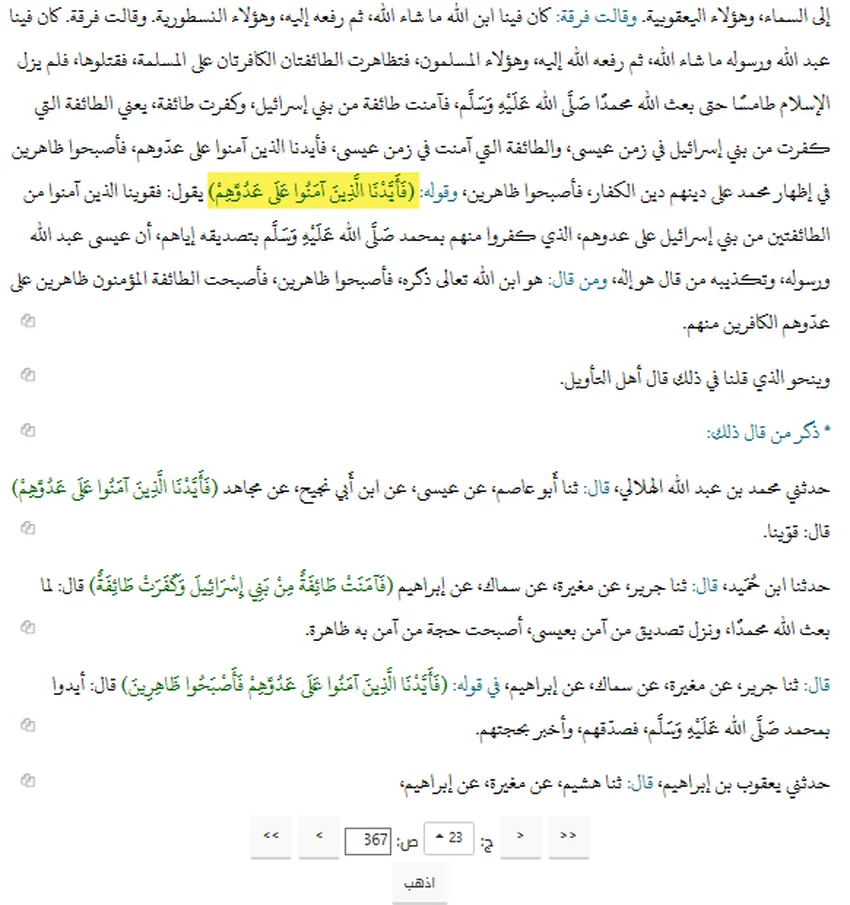 إلى السماء، وهؤلاء اليعقوبية. وقالت فرقة: كان فينا ابن الله ما شاء الله، ثم رفعه إليه، وهؤلاء النسطورية. وقالت فرقة. كان فينا
عبد الله ورسوله ما شاء الله، ثم رفعه الله إليه، وهؤلاء المسلمون، فتظاهرت الطائفتان الكافرتان على المسلمة، فقتلوها، فلم يزل
الإسلام طامسًا حتى بعث الله محمدًا صَلَّى الله عَلَيْهِ وَسَلَّم، فآمنت طائفة من بني إسرائيل، وكفرت طائفة، يعني الطائفة التي
كفرت من بني إسرائيل في زمن عيسى، والطائفة التي آمنت في زمن عيسى، فأيدنا الذين آمنوا على عدّوهم، فأصبحوا ظاهرين
في إظهار محمد على دينهم دين الكفار، فأصبحوا ظاهرين، وقوله: (فَأَيَّدْنَا الَّذِينَ آمَنُوا عَلَى عَدُوِّهِمْ) يقول: فقوينا الذين آمنوا من
الطائفتين من بني إسرائيل على عدوهم، الذي كفروا منهم بمحمد صَلَّى الله عَلَيْهِ وَسَلَّم بتصديقه إياهم، أن عيسى عبد الله
ورسوله، وتكذيبه من قال هو إله، ومن قال: هو ابن الله تعالى ذكره، فأصبحوا ظاهرين، فأصبحت الطائفة المؤمنون ظاهرين على
عدّوهم الكافرين منهم.
وبنحو الذي قلنا في ذلك قال أهل التأويل.
* ذكر من قال ذلك:
حدثني محمد بن عبد الله الهلالي، قال: ثنا أَبو عاصم، عن عيسى، عن ابن أَبي نجيح، عن مجاهد (فَأَيَّدْنَا الَّذِينَ آمَنُوا عَلَى عَدُوِّهِمْ)
قال: قوّينا.
حدثنا ابن حُمَيد، قال: ثنا جرير، عن مغيرة، عن سماك، عن إبراهيم (فَآمَنَتْ طَائِفَةٌ مِنْ بَنِي إِسْرَائِيلَ وَكَفَرَتْ طَائِفَةٌ) قال: لما
بعث الله محمدًا، ونزل تصديق من آمن بعيسى، أصبحت حجة من آمن به ظاهرة.
قال: ثنا جرير، عن مغيرة، عن سماك، عن إبراهيم، في قوله: (فَأَيَّدْنَا الَّذِينَ آمَنُوا عَلَى عَدُوِّهِمْ فَأَصْبَحُوا ظَاهِرِينَ) قال: أيدوا
بمحمد صَلَّى الله عَلَيْهِ وَسَلَّم، فصدّقهم، وأخبر بحجتهم.
حدثني يعقوب بن إبراهيم، قال: ثنا هشيم، عن مغيرة، عن إبراهيم،
>> > ج: 23 ص: 367 < <<
اذهب